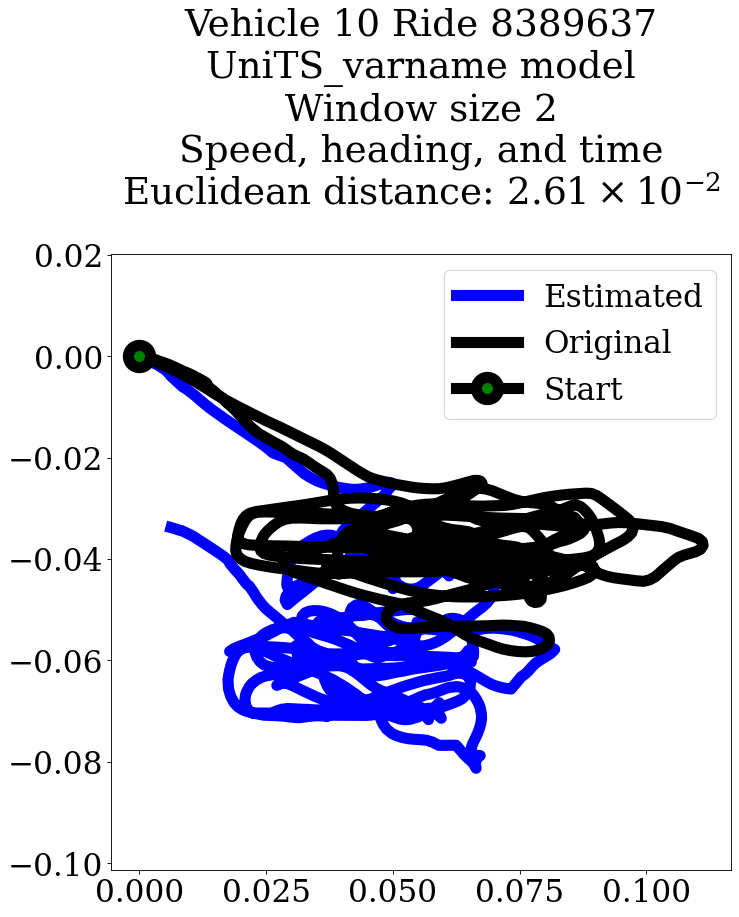 Vehicle 10 Ride 8389637
UniTS_varname model
Window size 2
Speed, heading, and time
Euclidean distance: 2.61 × 10⁻²
0.02
0.00
−0.02
−0.04
−0.06
−0.08
−0.10
Estimated
Original
Start
0.000 0.025 0.050 0.075 0.100